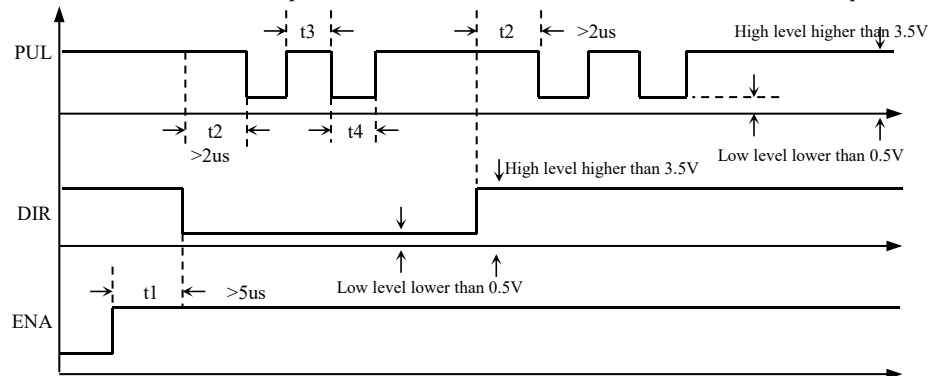 t3
t2
>2us
High level higher than 3.5V
PUL
t2
t4
>2us
Low level lower than 0.5V
High level higher than 3.5V
DIR
Low level lower than 0.5V
t1
>5us
ENA